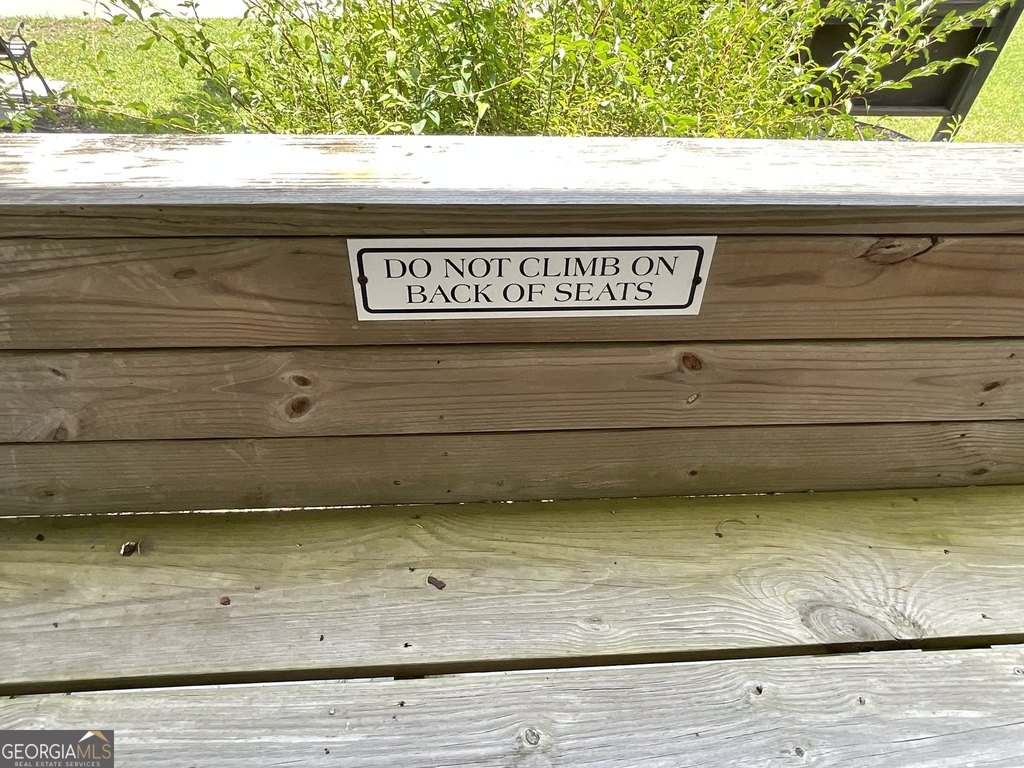 DO NOT CLIMB ON
BACK OF SEATS
GEORGIAMLS
REAL ESTATE SERVICES